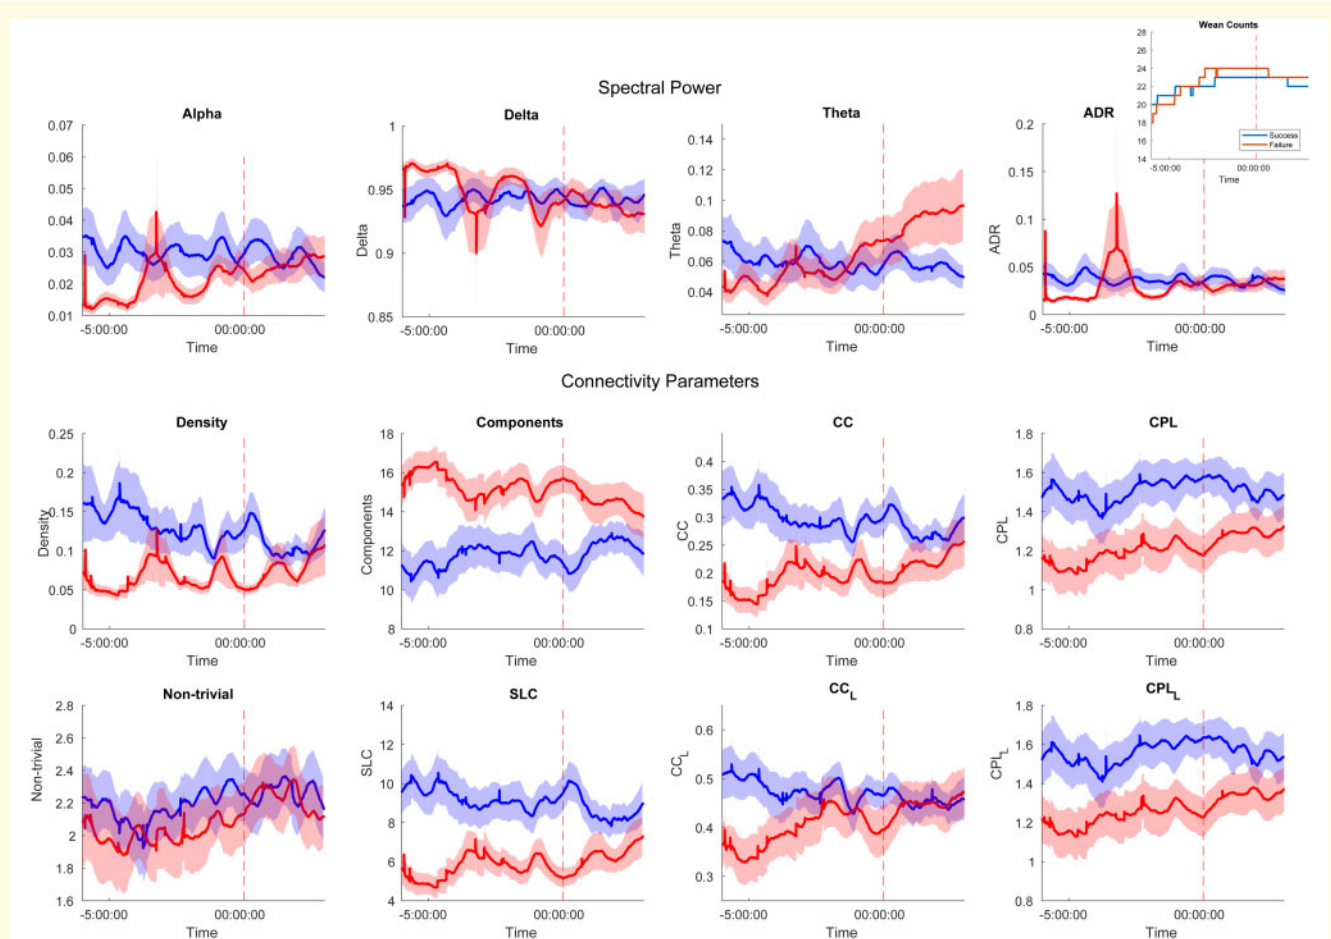 Wean Counts
28
26
24
22
20
18
16
14
-5:00:00 00:00:00
Time
Success
Failure
Spectral Power
Alpha
0.07
0.06
0.05
0.04
0.03
0.02
0.01
-5:00:00 00:00:00
Time
Delta
Delta
1
0.95
0.9
0.85
-5:00:00 00:00:00
Time
Theta
Theta
0.14
0.12
0.1
0.08
0.06
0.04
-5:00:00 00:00:00
Time
ADR
ADR
0.2
0.15
0.1
0.05
0
-5:00:00 00:00:00
Time
Connectivity Parameters
Density
Density
0.25
0.2
0.15
0.1
0.05
0
-5:00:00 00:00:00
Time
Components
Components
18
16
14
12
10
8
-5:00:00 00:00:00
Time
CC
CC
0.4
0.35
0.3
0.25
0.2
0.15
0.1
-5:00:00 00:00:00
Time
CPL
CPL
1.8
1.6
1.4
1.2
1
0.8
-5:00:00 00:00:00
Time
Non-trivial
Non-trivial
2.8
2.6
2.4
2.2
2
1.8
1.6
-5:00:00 00:00:00
Time
SLC
SLC
14
12
10
8
6
4
-5:00:00 00:00:00
Time
CC_L
CC_L
0.6
0.5
0.4
0.3
-5:00:00 00:00:00
Time
CPL_L
CPL_L
1.8
1.6
1.4
1.2
1
0.8
-5:00:00 00:00:00
Time